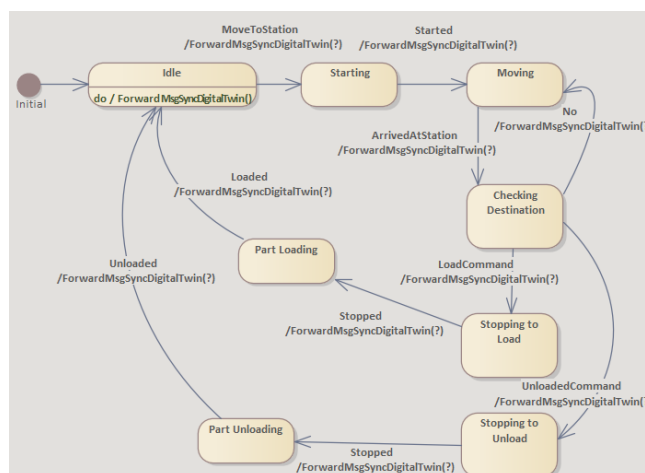 MoveToStation
/ForwardMsgSyncDigitalTwin(?)
Started
/ForwardMsgSyncDigitalTwin(?)
Initial
Idle
do / ForwardMsgSyncDigitalTwin()
Starting
Moving
No
/ForwardMsgSyncDigitalTwin(?)
ArrivedAtStation
/ForwardMsgSyncDigitalTwin(?)
Loaded
/ForwardMsgSyncDigitalTwin(?)
Checking
Destination
Part Loading
Unloaded
/ForwardMsgSyncDigitalTwin(?)
LoadCommand
/ForwardMsgSyncDigitalTwin(?)
Stopped
/ForwardMsgSyncDigitalTwin(?)
Stopping to
Load
UnloadedCommand
/ForwardMsgSyncDigitalTwin(?)
Part Unloading
Stopping to
Unload
Stopped
/ForwardMsgSyncDigitalTwin(?)